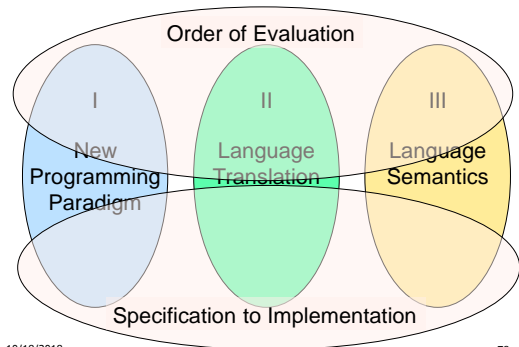 Order of Evaluation
I
II
III
New
Programming
Paradigm
Language
Translation
Language
Semantics
Specification to Implementation